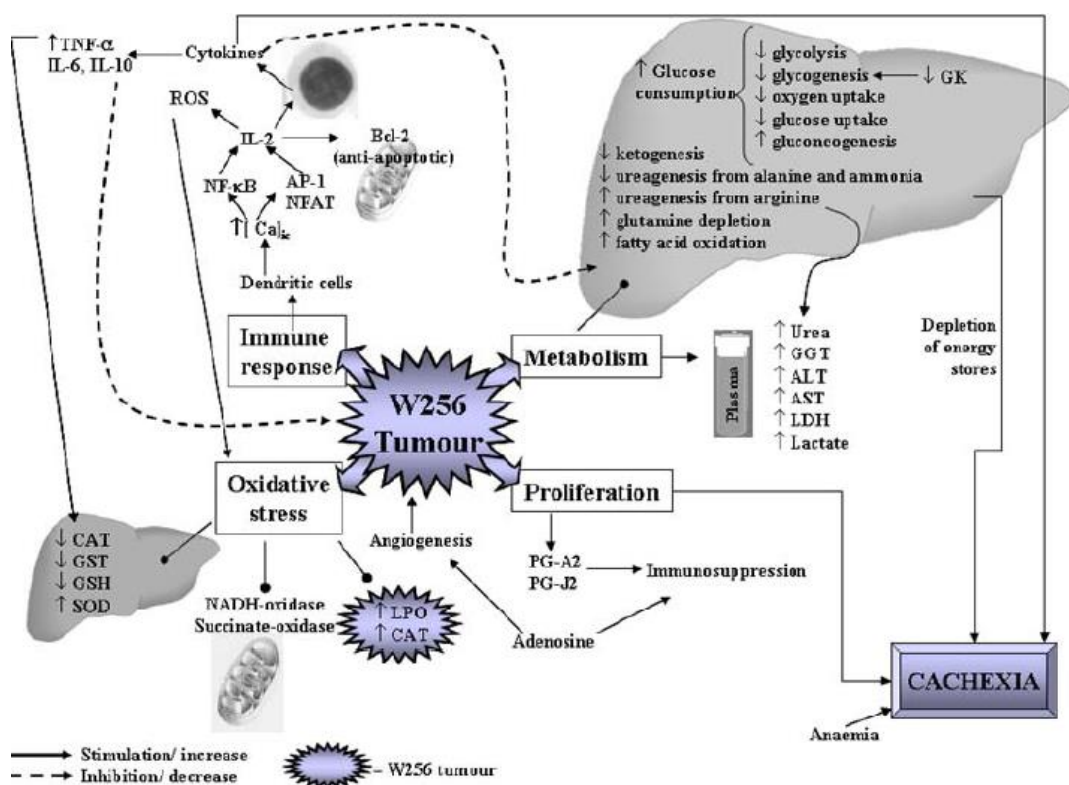 ↑TNF-α
IL-6, IL-10
Cytokines
ROS
IL-2
Bcl-2
(anti-apoptotic)
NF-κB
AP-1
NFAT
↑[Ca]ic
Dendritic cells
Immune
response
↑ Glucose
consumption
↓ glycolysis
↓ glycogenesis
↓ GK
↓ oxygen uptake
↓ glucose uptake
↑ gluconeogenesis
↓ ketogenesis
↓ ureagenesis from alanine and ammonia
↑ ureagenesis from arginine
↑ glutamine depletion
↑ fatty acid oxidation
Metabolism
Plasma
↑ Urea
↑ GGT
↑ ALT
↑ AST
↑ LDH
↑ Lactate
Depletion
of energy
stores
W256
Tumour
Oxidative
stress
Proliferation
↓ CAT
↓ GST
↓ GSH
↑ SOD
NADH-oxidase
Succinate-oxidase
↑ LPO
↑ CAT
Angiogenesis
PG-A2
PG-J2
Immunosuppression
Adenosine
CACHEXIA
Anaemia
Stimulation/ increase
Inhibition/ decrease
– W256 tumour